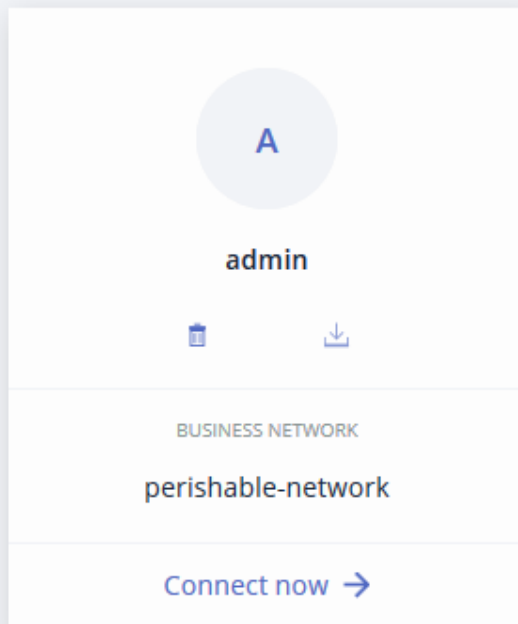 A
admin
BUSINESS NETWORK
perishable-network
Connect now